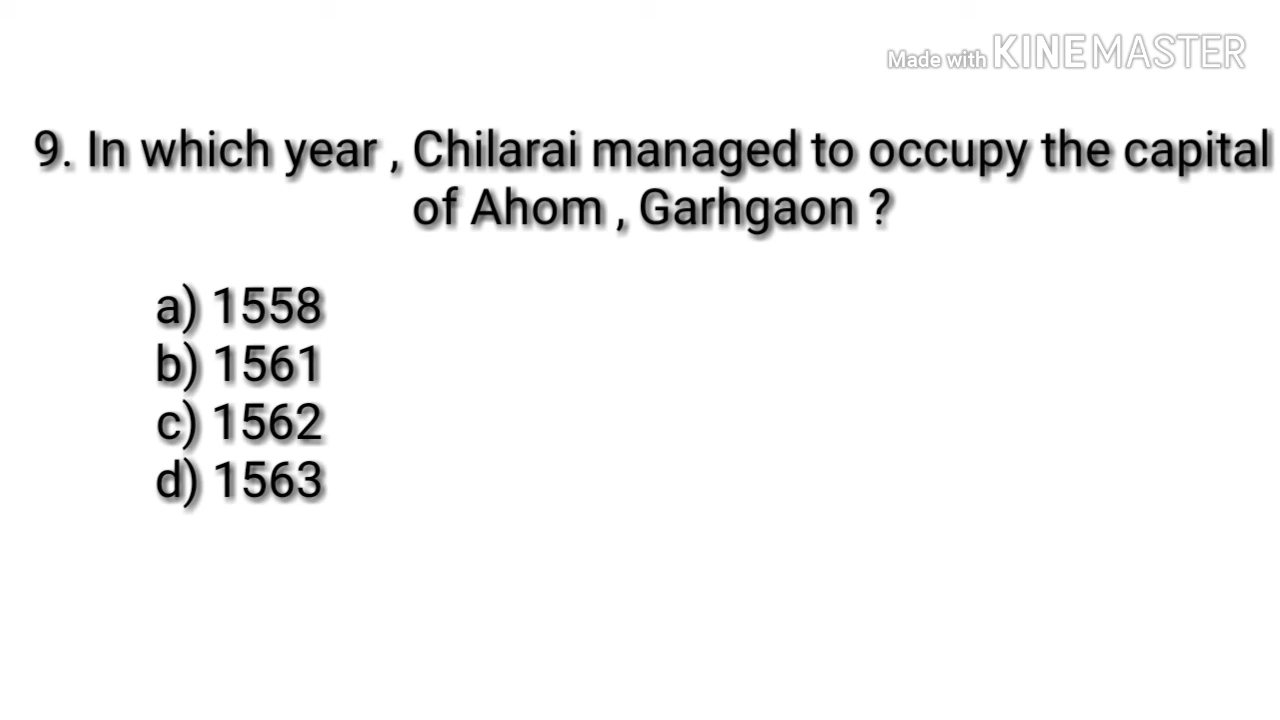 Made with KINEMASTER
9. In which year , Chilarai managed to occupy the capital
of Ahom , Garhgaon ?
a) 1558
b) 1561
c) 1562
d) 1563